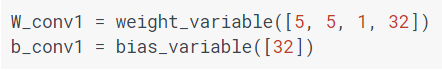 W_conv1 = weight_variable([5, 5, 1, 32])
b_conv1 = bias_variable([32])